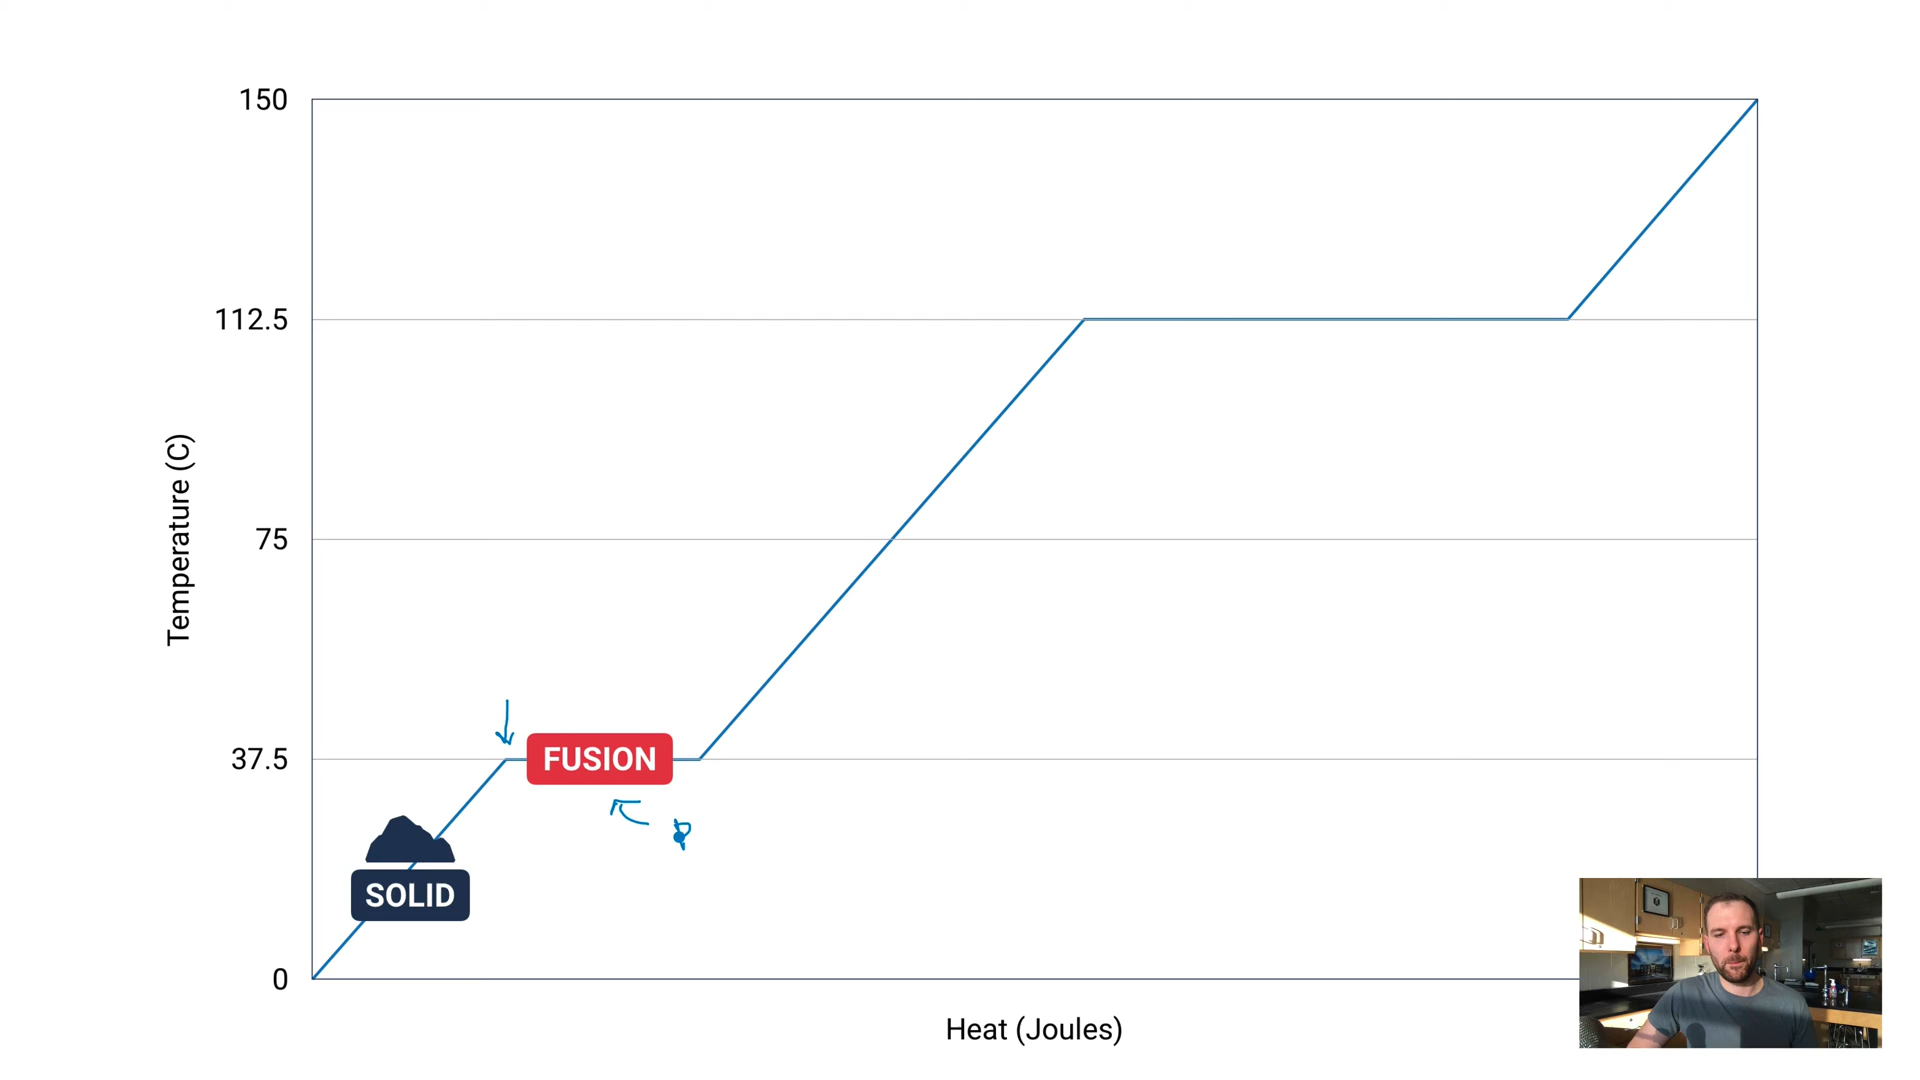 150
112.5
75
37.5
0
Temperature (C)
FUSION
SOLID
Heat (Joules)